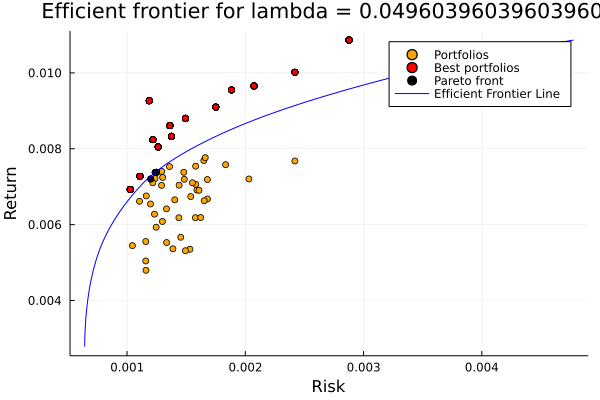 Efficient frontier for lambda = 0.04960396039603960
Portfolios
Best portfolios
Pareto front
Efficient Frontier Line
Return
0.010
0.008
0.006
0.004
0.001
0.002
0.003
0.004
Risk